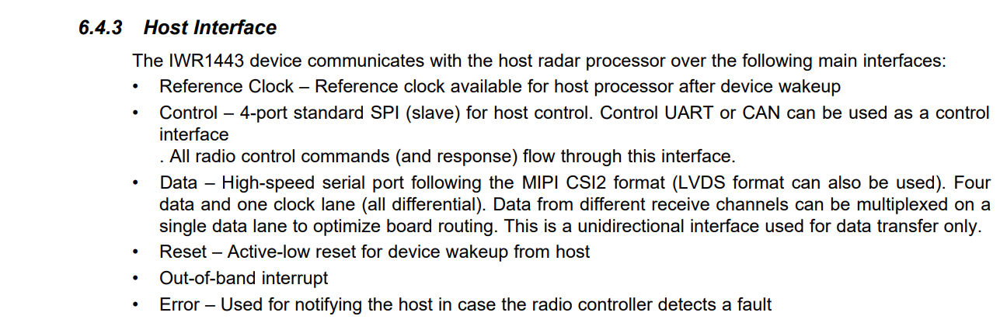 6.4.3 Host Interface
The IWR1443 device communicates with the host radar processor over the following main interfaces:
• Reference Clock – Reference clock available for host processor after device wakeup
• Control – 4-port standard SPI (slave) for host control. Control UART or CAN can be used as a control
interface
. All radio control commands (and response) flow through this interface.
• Data – High-speed serial port following the MIPI CSI2 format (LVDS format can also be used). Four
data and one clock lane (all differential). Data from different receive channels can be multiplexed on a
single data lane to optimize board routing. This is a unidirectional interface used for data transfer only.
• Reset – Active-low reset for device wakeup from host
• Out-of-band interrupt
• Error – Used for notifying the host in case the radio controller detects a fault